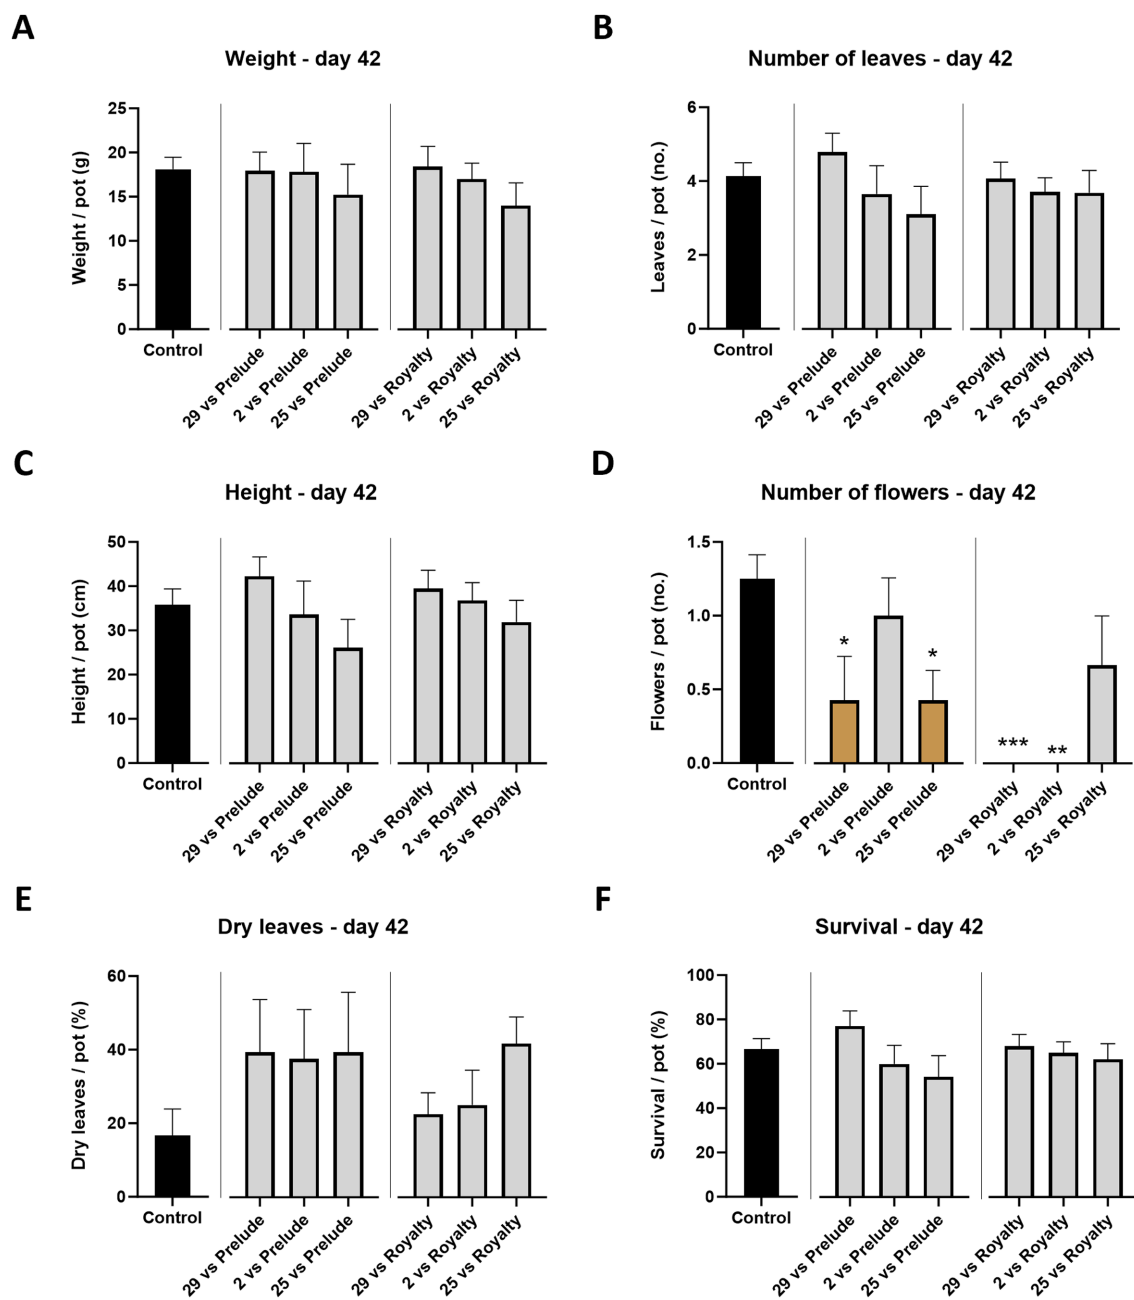 A
Weight - day 42
Weight / pot (g)
25
20
15
10
5
0
Control
29 vs Prelude
2 vs Prelude
25 vs Prelude
29 vs Royalty
2 vs Royalty
25 vs Royalty
B
Number of leaves - day 42
Leaves / pot (no.)
6
4
2
0
Control
29 vs Prelude
2 vs Prelude
25 vs Prelude
29 vs Royalty
2 vs Royalty
25 vs Royalty
C
Height - day 42
Height / pot (cm)
50
40
30
20
10
0
Control
29 vs Prelude
2 vs Prelude
25 vs Prelude
29 vs Royalty
2 vs Royalty
25 vs Royalty
D
Number of flowers - day 42
Flowers / pot (no.)
1.5
1.0
0.5
0.0
*
*
***
**
Control
29 vs Prelude
2 vs Prelude
25 vs Prelude
29 vs Royalty
2 vs Royalty
25 vs Royalty
E
Dry leaves - day 42
Dry leaves / pot (%)
60
40
20
0
Control
29 vs Prelude
2 vs Prelude
25 vs Prelude
29 vs Royalty
2 vs Royalty
25 vs Royalty
F
Survival - day 42
Survival / pot (%)
100
80
60
40
20
0
Control
29 vs Prelude
2 vs Prelude
25 vs Prelude
29 vs Royalty
2 vs Royalty
25 vs Royalty